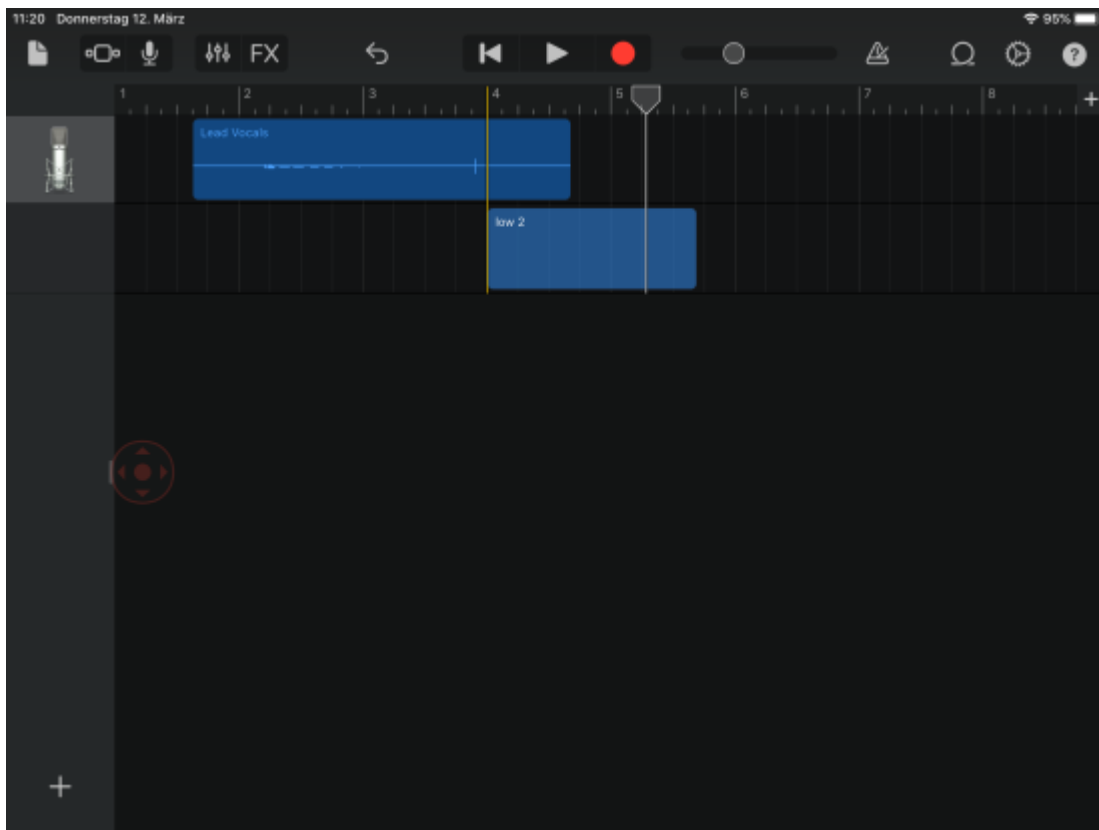 11:20 Donnerstag 12. März
95%
FX
?
1 2 3 4 5 6 7 8
Lead Vocals
low 2